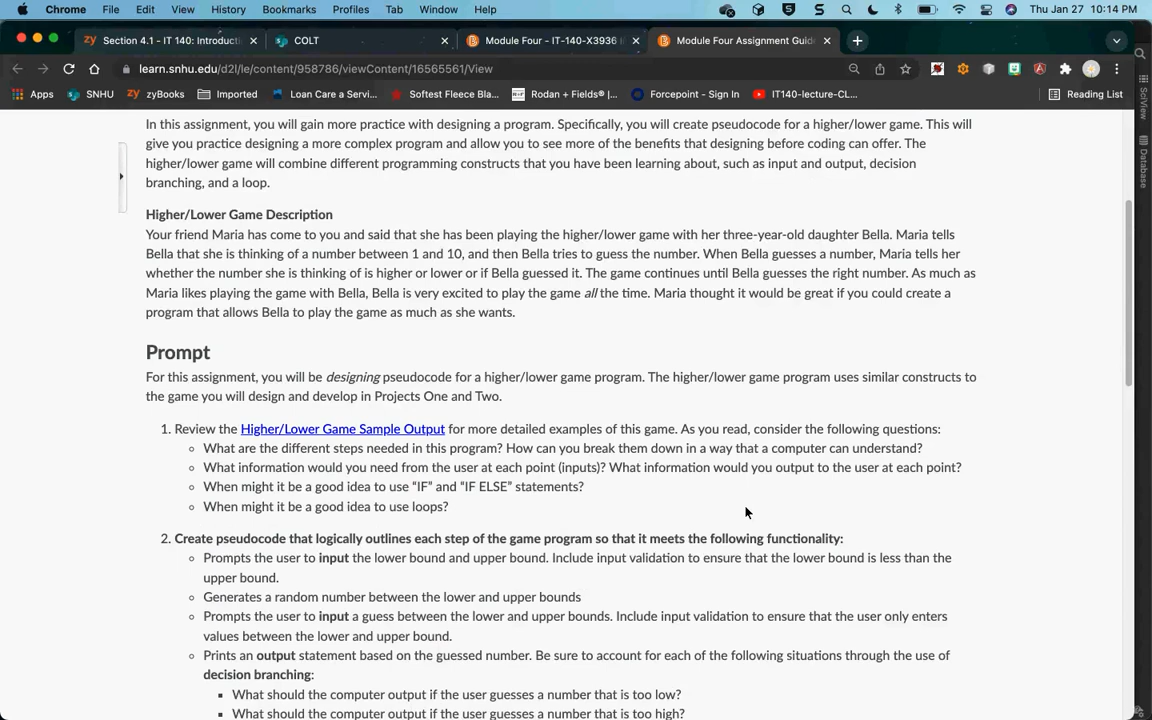 Chrome File Edit View History Bookmarks Profiles Tab Window Help Thu Jan 27 10:14 PM
zy Section 4.1 - IT 140: Introducti
COLT
Module Four - IT-140-X3936 I
Module Four Assignment Guide
learn.snhu.edu/d2l/le/content/958786/viewContent/16565561/View
Apps SNHU zyBooks Imported Loan Care a Servi... Softest Fleece Bla... R+F Rodan + Fields® |... Forcepoint - Sign In IT140-lecture-CL... Reading List
SciView
Database
In this assignment, you will gain more practice with designing a program. Specifically, you will create pseudocode for a higher/lower game. This will
give you practice designing a more complex program and allow you to see more of the benefits that designing before coding can offer. The
higher/lower game will combine different programming constructs that you have been learning about, such as input and output, decision
branching, and a loop.
Higher/Lower Game Description
Your friend Maria has come to you and said that she has been playing the higher/lower game with her three-year-old daughter Bella. Maria tells
Bella that she is thinking of a number between 1 and 10, and then Bella tries to guess the number. When Bella guesses a number, Maria tells her
whether the number she is thinking of is higher or lower or if Bella guessed it. The game continues until Bella guesses the right number. As much as
Maria likes playing the game with Bella, Bella is very excited to play the game all the time. Maria thought it would be great if you could create a
program that allows Bella to play the game as much as she wants.
Prompt
For this assignment, you will be designing pseudocode for a higher/lower game program. The higher/lower game program uses similar constructs to
the game you will design and develop in Projects One and Two.
1. Review the Higher/Lower Game Sample Output for more detailed examples of this game. As you read, consider the following questions:
◦ What are the different steps needed in this program? How can you break them down in a way that a computer can understand?
◦ What information would you need from the user at each point (inputs)? What information would you output to the user at each point?
◦ When might it be a good idea to use “IF” and “IF ELSE” statements?
◦ When might it be a good idea to use loops?
2. Create pseudocode that logically outlines each step of the game program so that it meets the following functionality:
◦ Prompts the user to input the lower bound and upper bound. Include input validation to ensure that the lower bound is less than the
upper bound.
◦ Generates a random number between the lower and upper bounds
◦ Prompts the user to input a guess between the lower and upper bounds. Include input validation to ensure that the user only enters
values between the lower and upper bound.
◦ Prints an output statement based on the guessed number. Be sure to account for each of the following situations through the use of
decision branching:
▪ What should the computer output if the user guesses a number that is too low?
▪ What should the computer output if the user guesses a number that is too high?